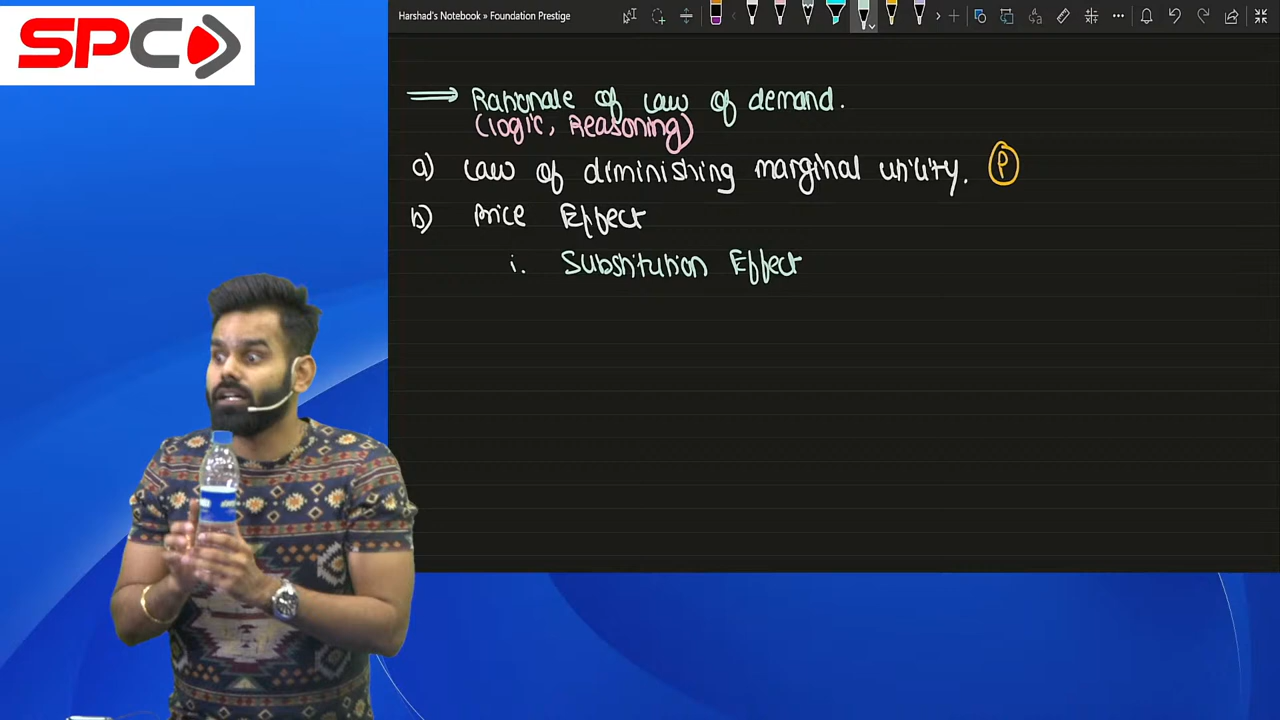 SPC
Harshad's Notebook » Foundation Prestige
⇒ Rationale of Law of demand.
(Logic, Reasoning)
a) Law of diminishing marginal utility. P
b) Price Effect
i. Substitution Effect